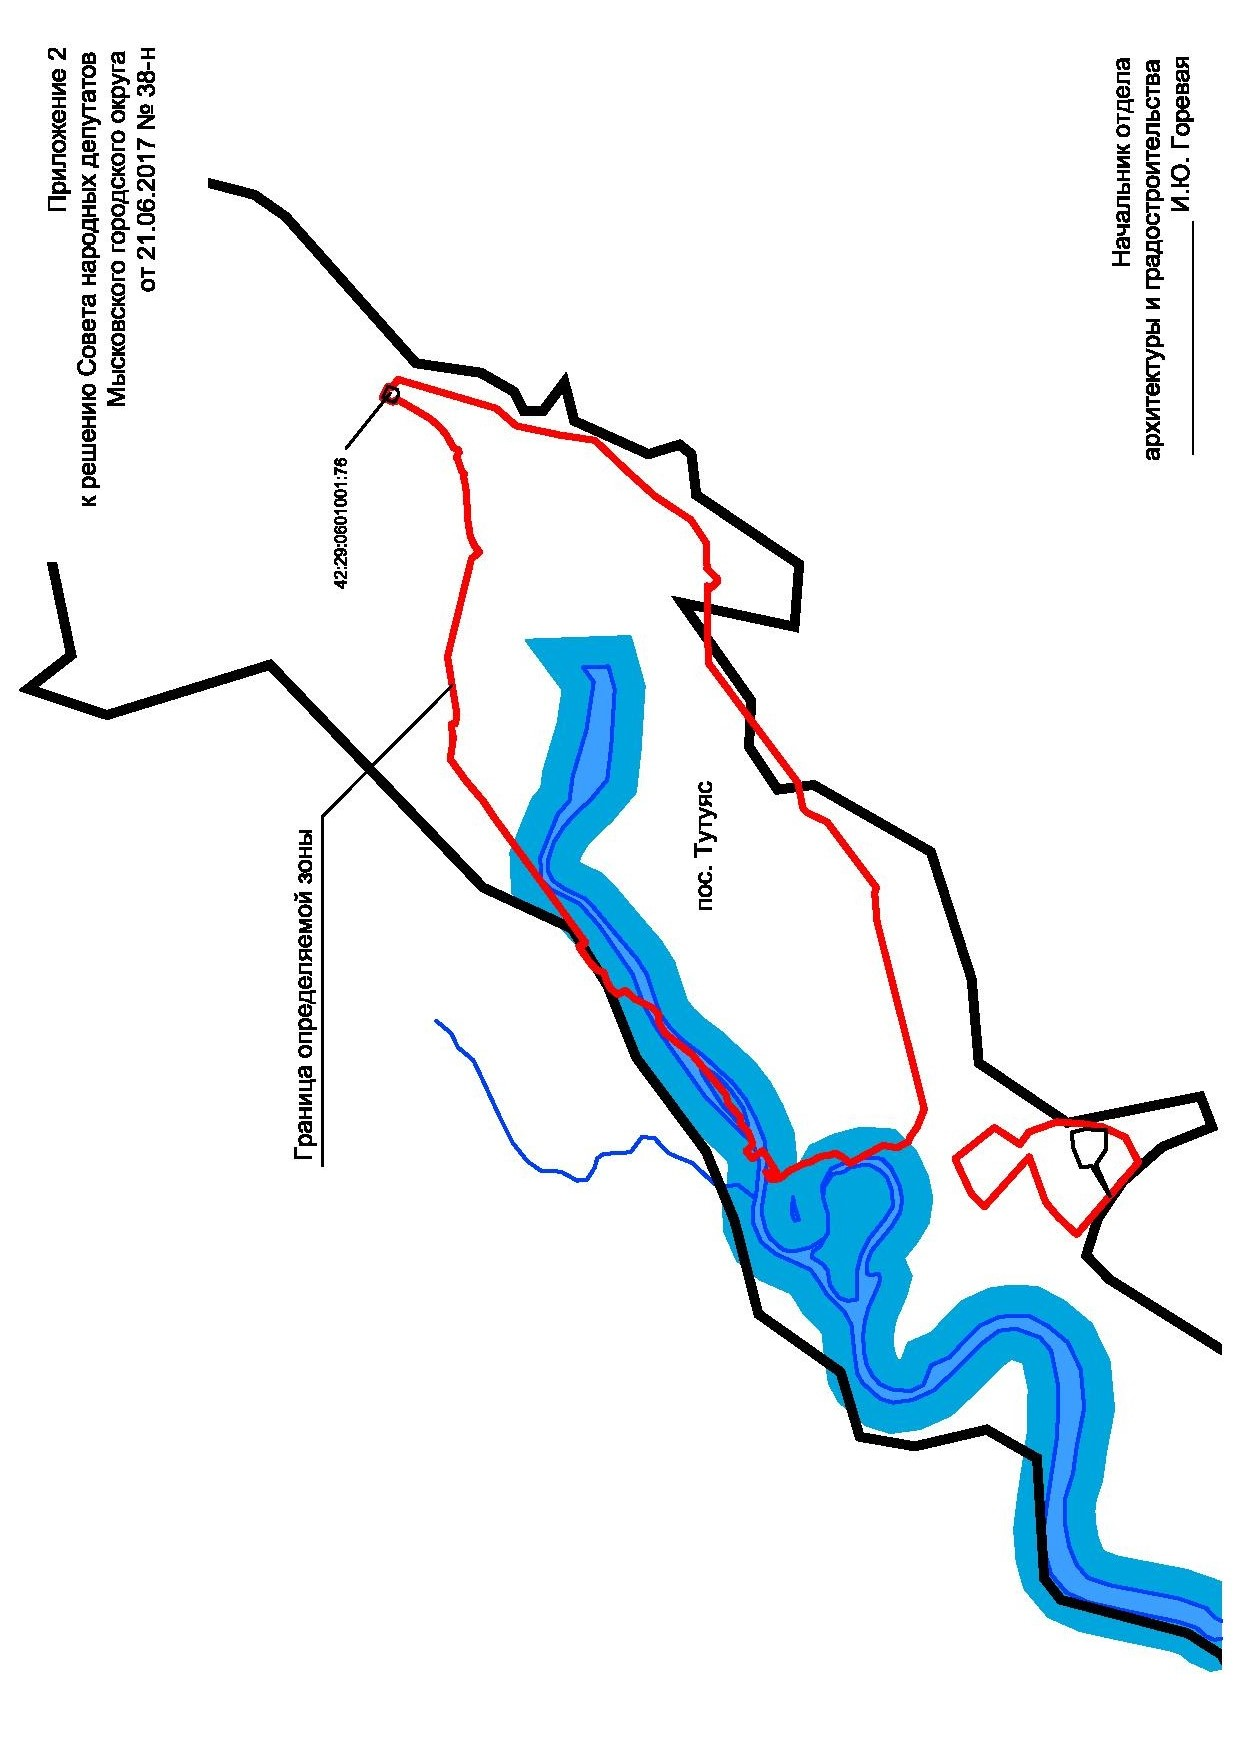 Приложение 2
к решению Совета народных депутатов
Мысковского городского округа
от 21.06.2017 № 38-н
42:29:0601001:76
Граница определяемой зоны
пос. Тутуяс
Начальник отдела
архитектуры и градостроительства
И.Ю. Горевая